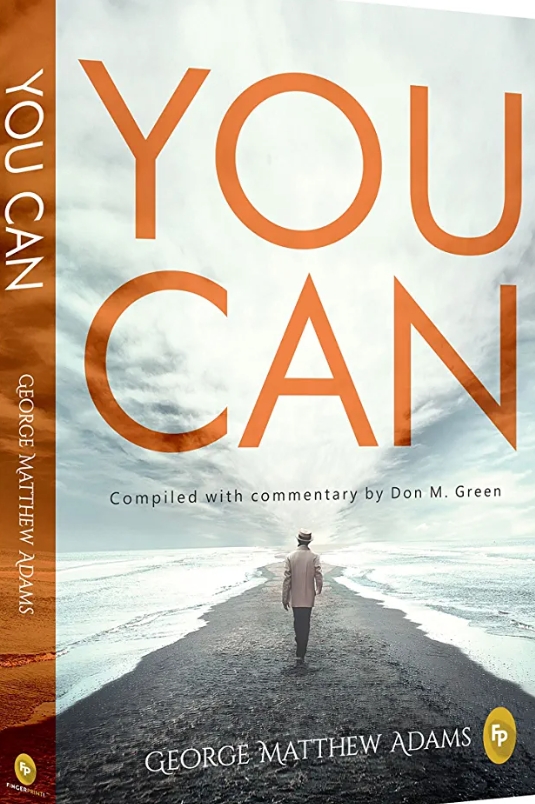 YOU CAN
GEORGE MATTHEW ADAMS
FP
FINGERPRINT!
YOU
CAN
Compiled with commentary by Don M. Green
GEORGE MATTHEW ADAMS
FP